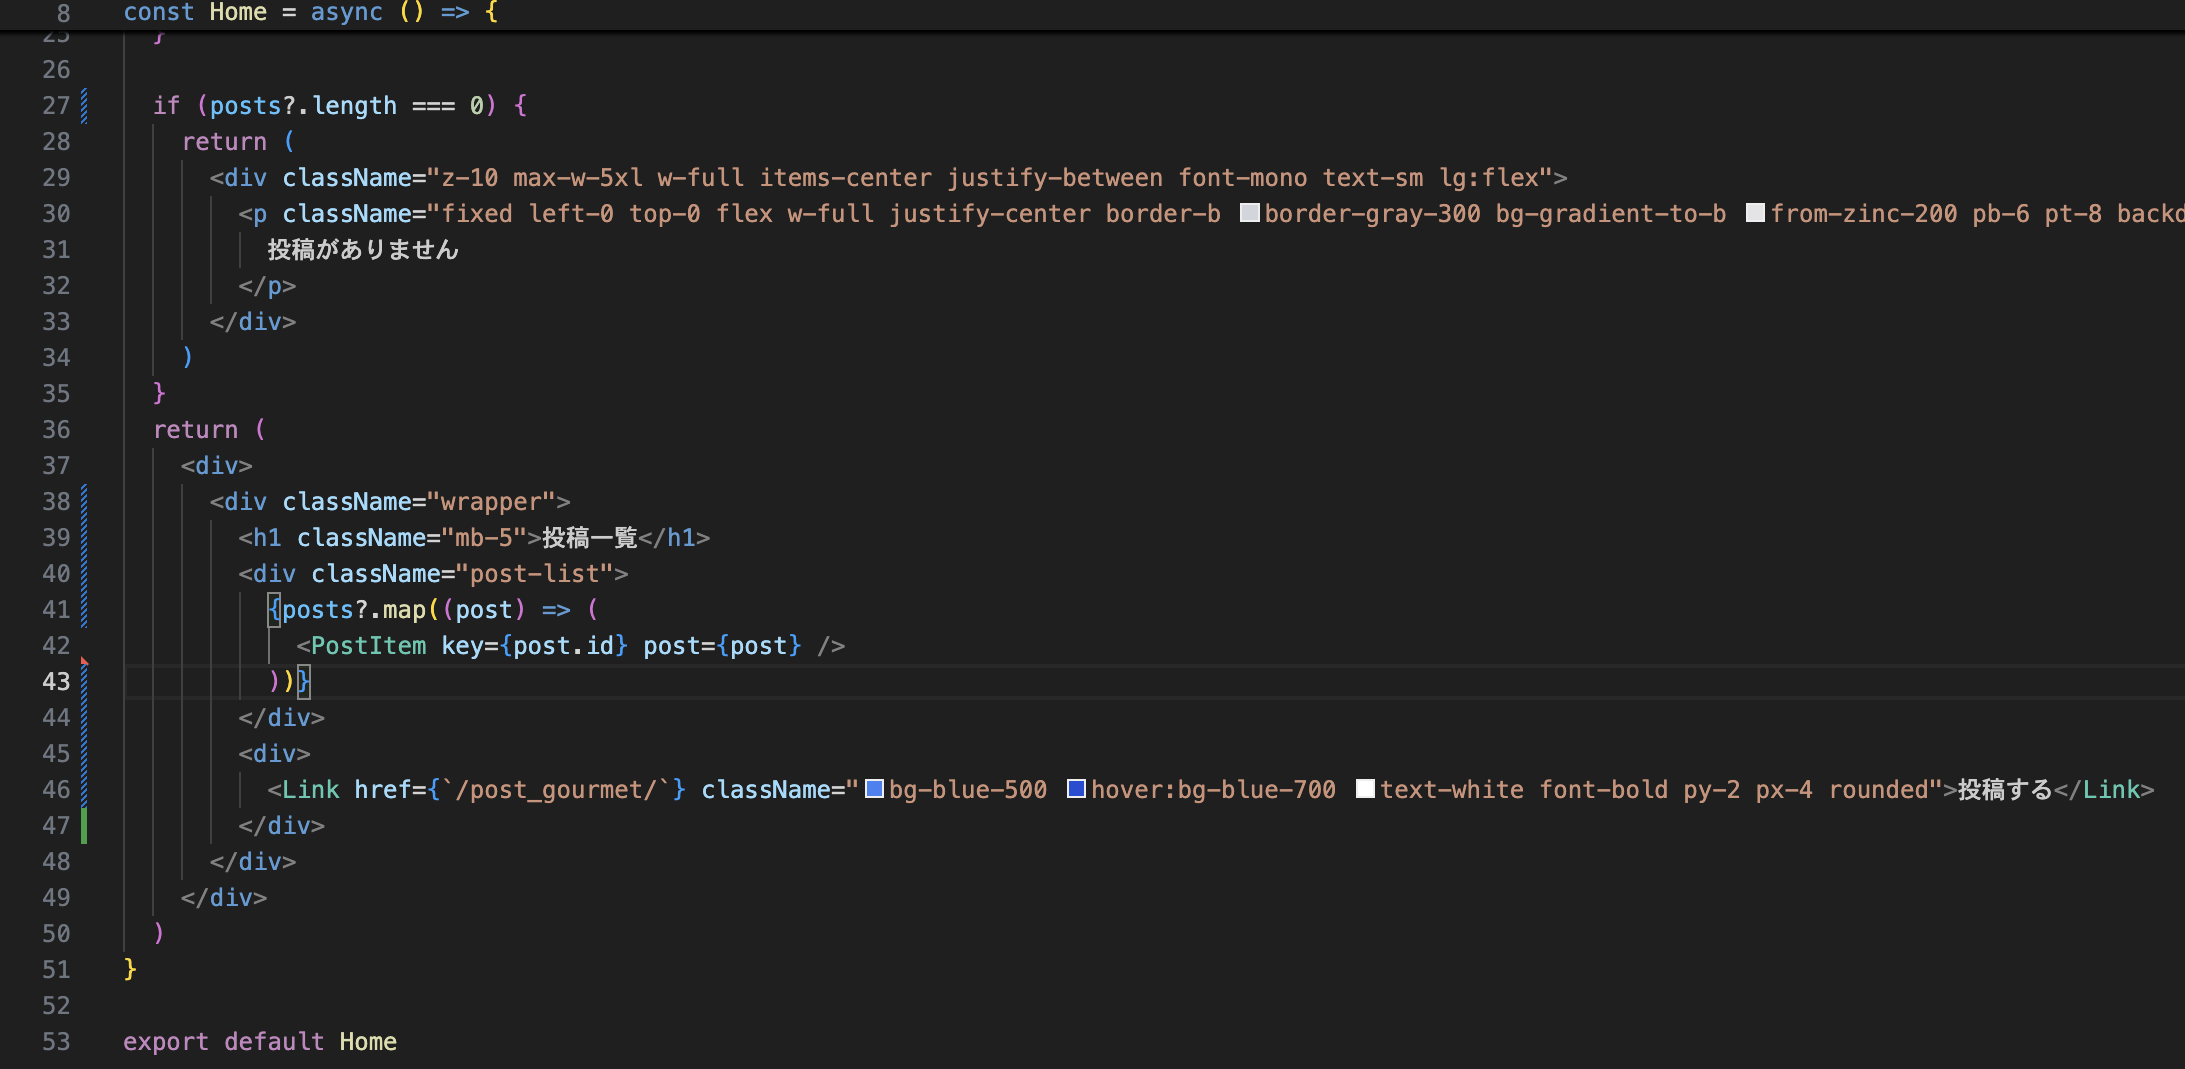 8 const Home = async () => {
25 }
26
27 if (posts?.length === 0) {
28 return (
29 <div className="z-10 max-w-5xl w-full items-center justify-between font-mono text-sm lg:flex">
30 <p className="fixed left-0 top-0 flex w-full justify-center border-b border-gray-300 bg-gradient-to-b from-zinc-200 pb-6 pt-8 backd
31 投稿がありません
32 </p>
33 </div>
34 )
35 }
36 return (
37 <div>
38 <div className="wrapper">
39 <h1 className="mb-5">投稿一覧</h1>
40 <div className="post-list">
41 {posts?.map((post) => (
42 <PostItem key={post.id} post={post} />
43 ))}
44 </div>
45 <div>
46 <Link href={`/post_gourmet/`} className="bg-blue-500 hover:bg-blue-700 text-white font-bold py-2 px-4 rounded">投稿する</Link>
47 </div>
48 </div>
49 </div>
50 )
51 }
52
53 export default Home